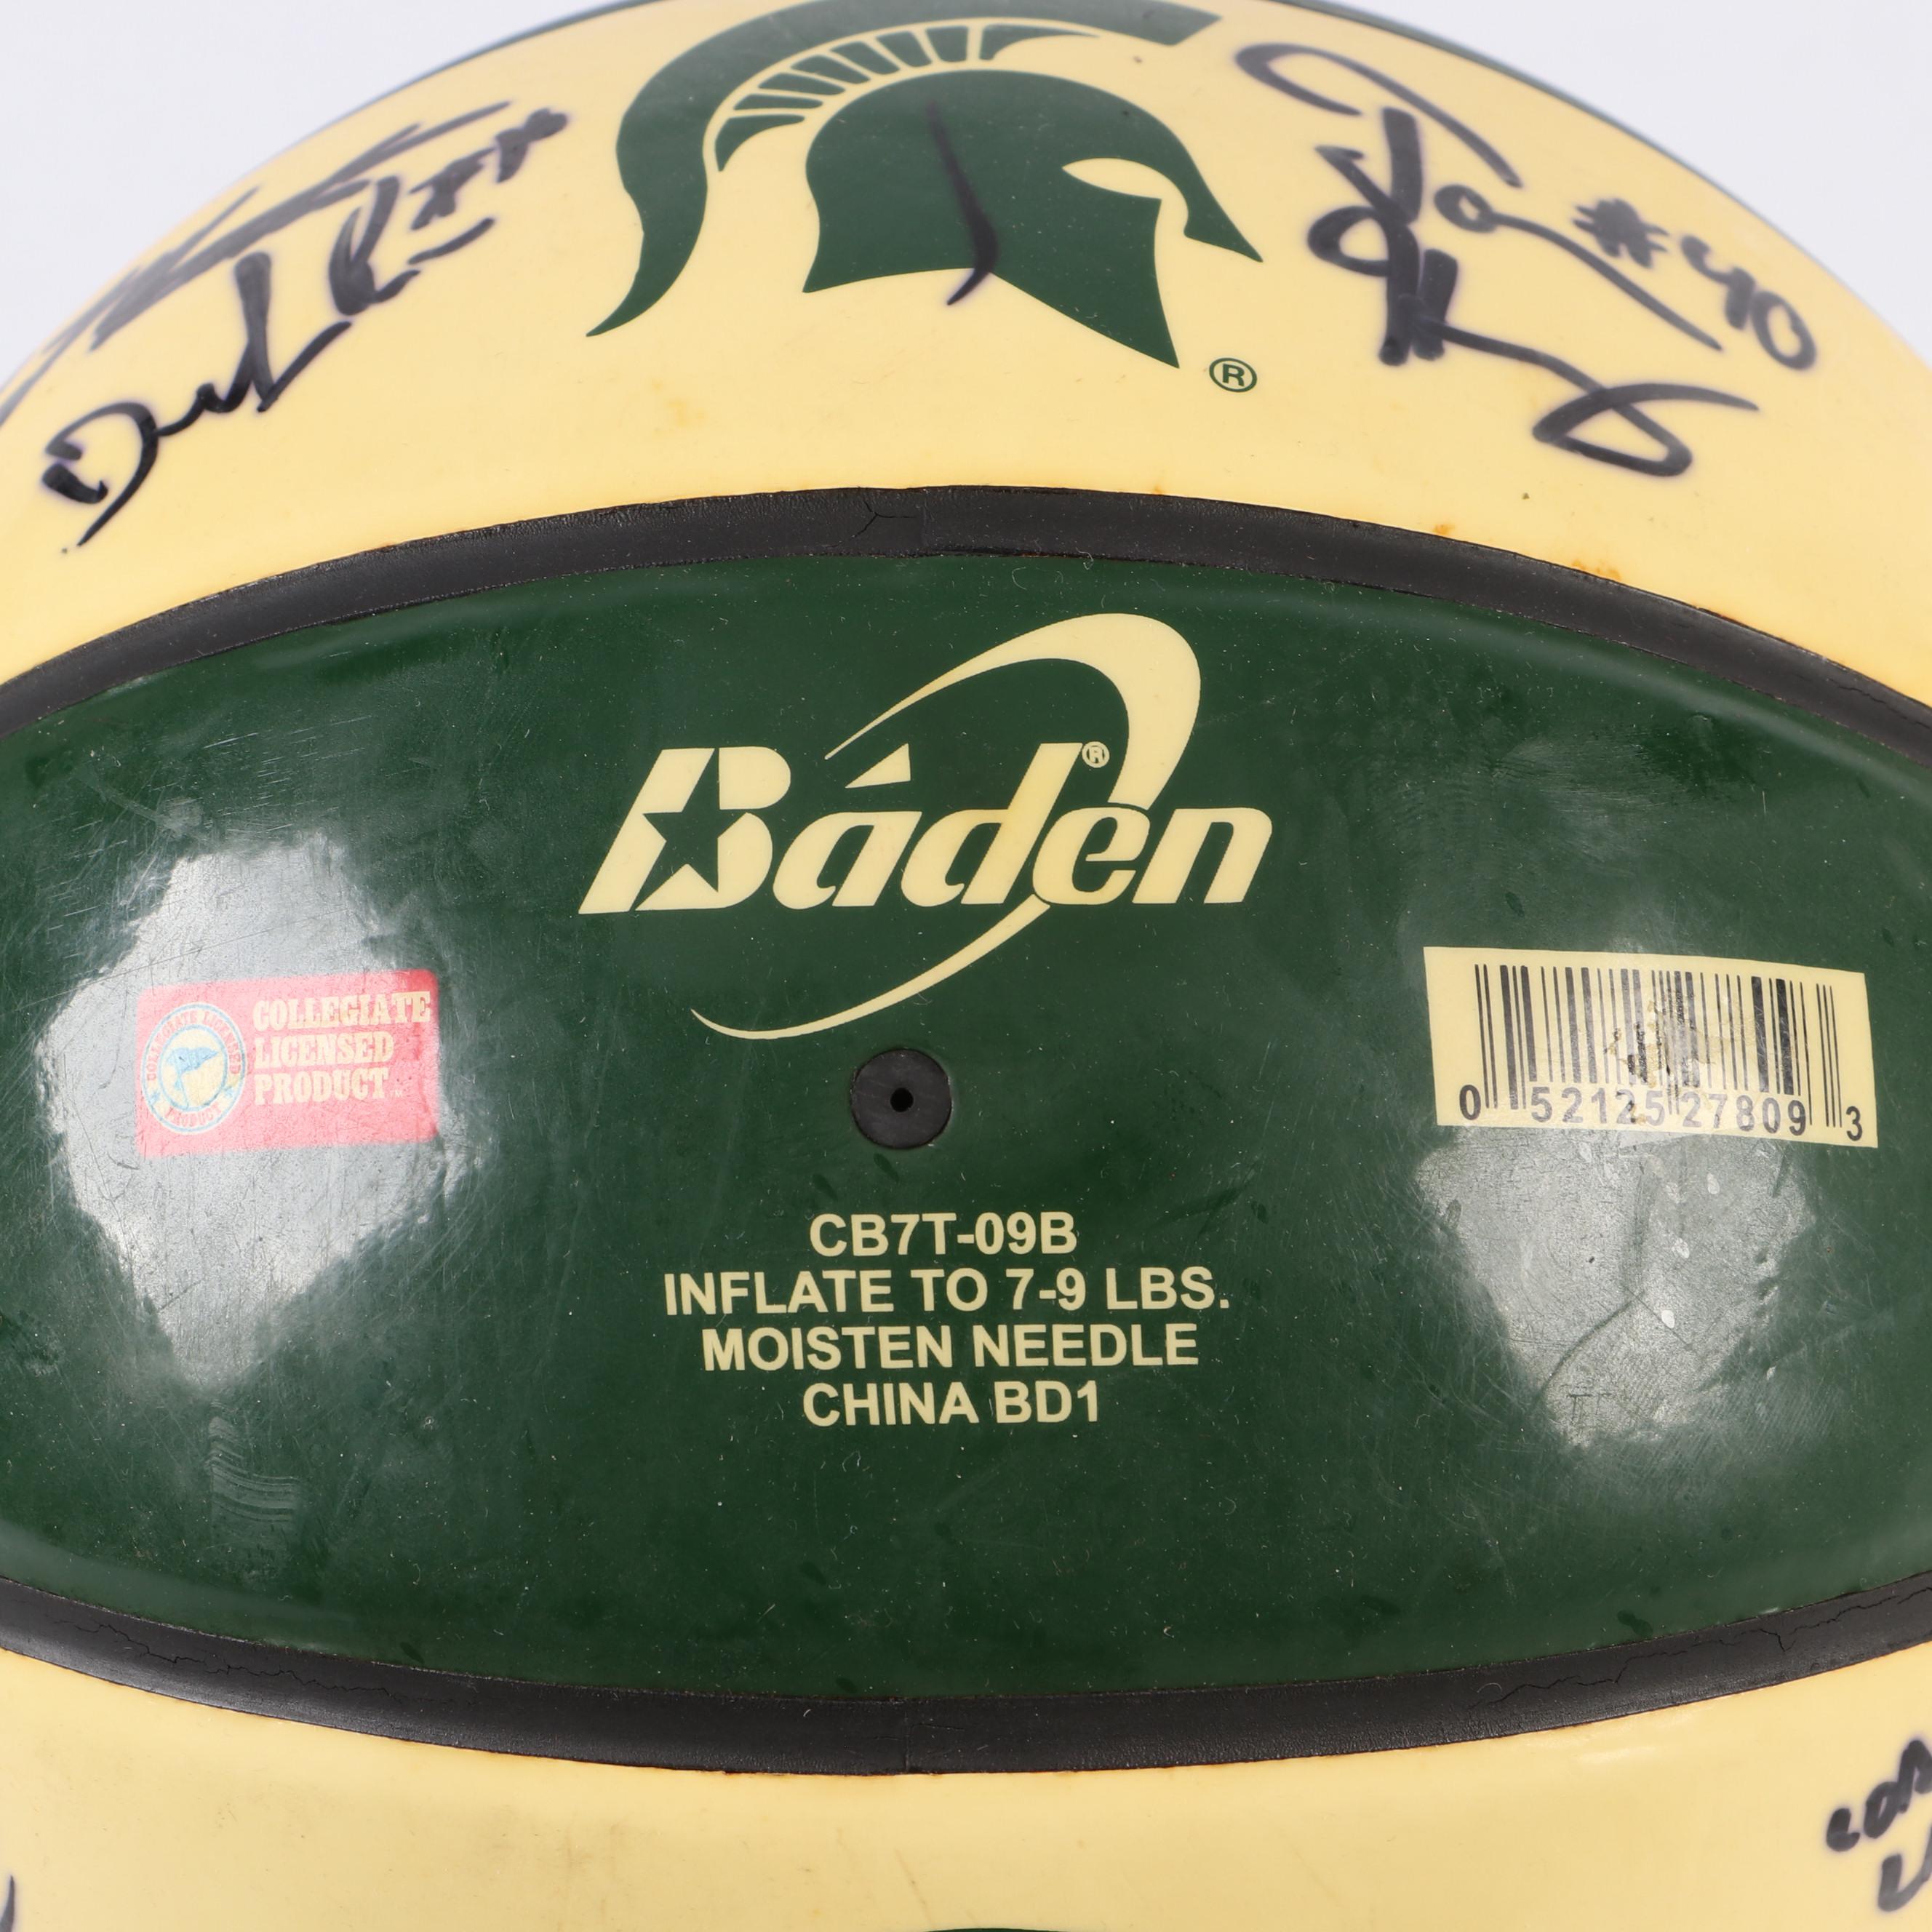 #40
Baden
COLLEGIATE
LICENSED
PRODUCT
0 52125 27809 3
CB7T-09B
INFLATE TO 7-9 LBS.
MOISTEN NEEDLE
CHINA BD1